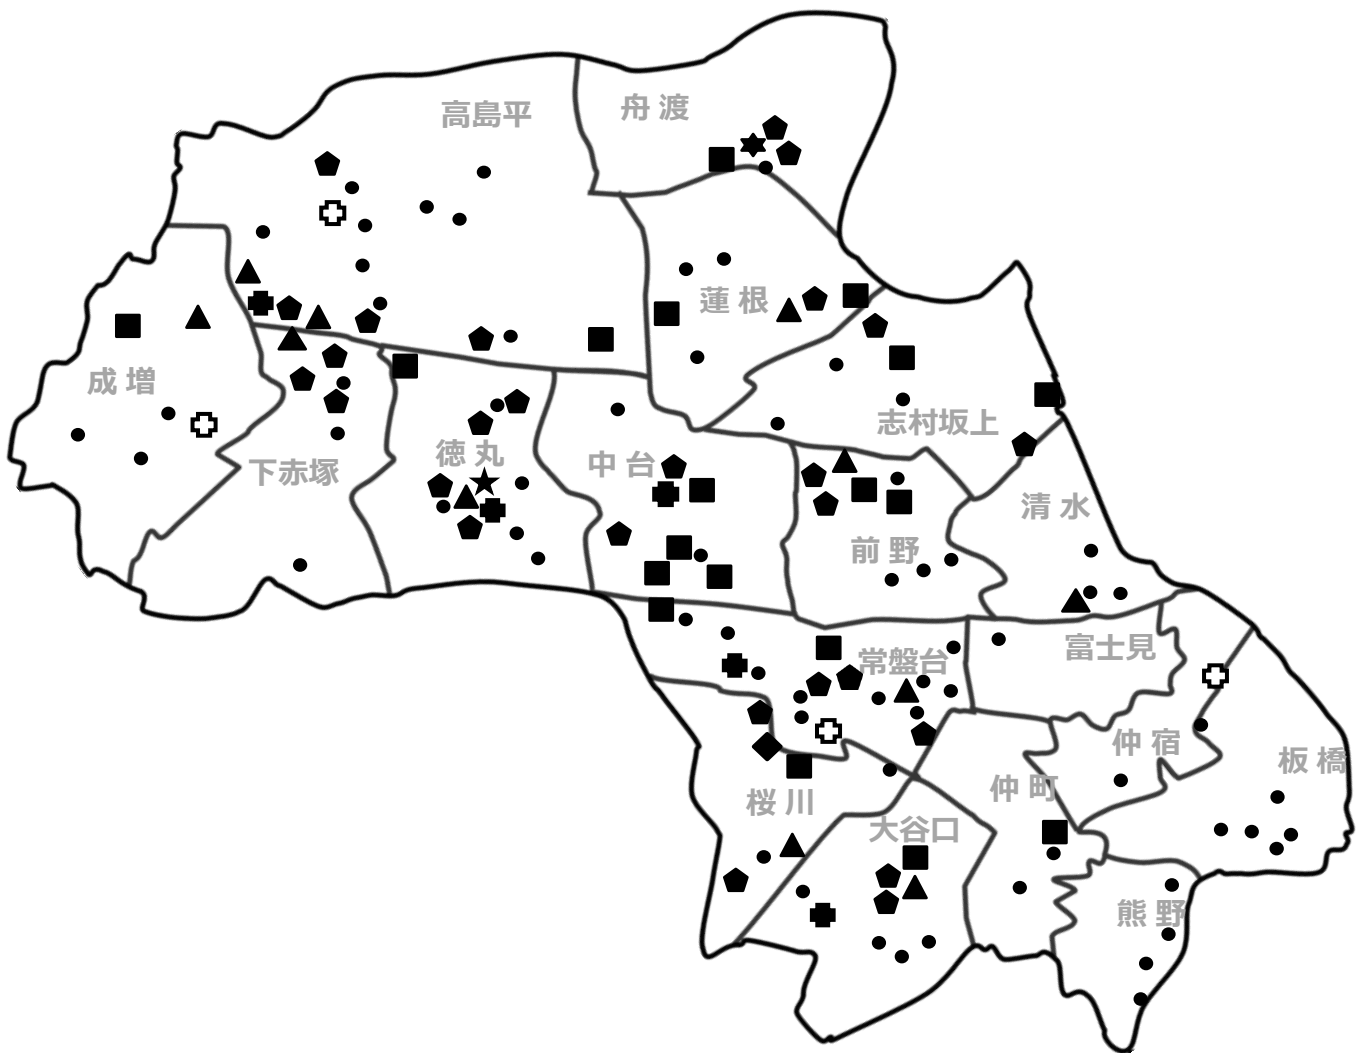 高島平
舟渡
蓮根
成増
志村坂上
下赤塚
徳丸
中台
清水
前野
常盤台
富士見
仲宿
板橋
仲町
桜川
大谷口
熊野